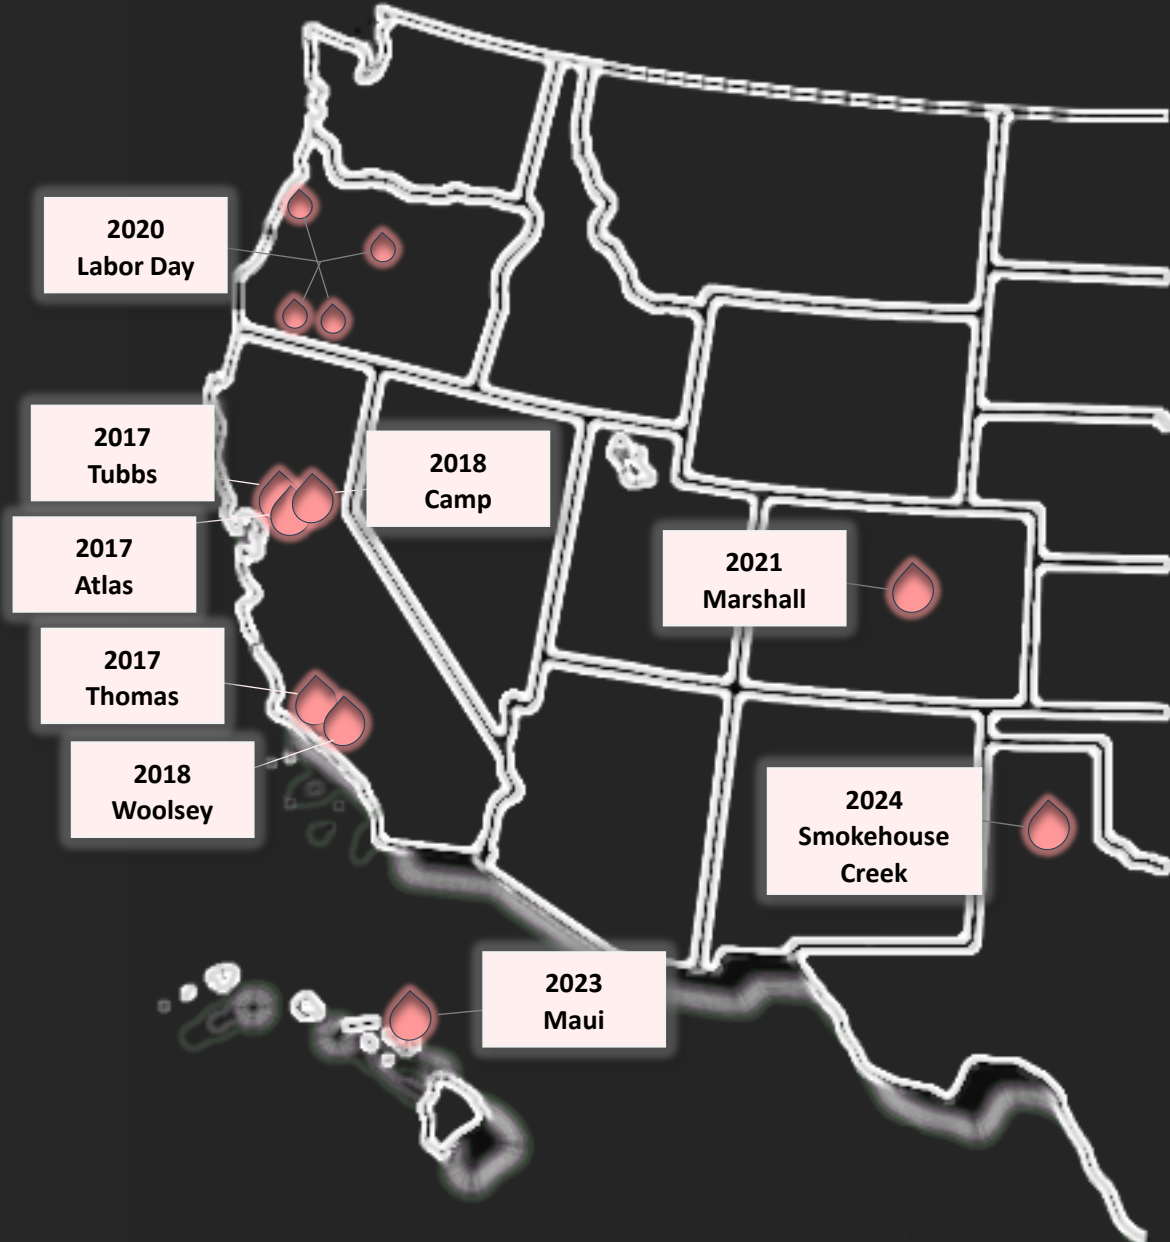 2020
Labor Day
2017
Tubbs
2018
Camp
2017
Atlas
2021
Marshall
2017
Thomas
2018
Woolsey
2024
Smokehouse
Creek
2023
Maui